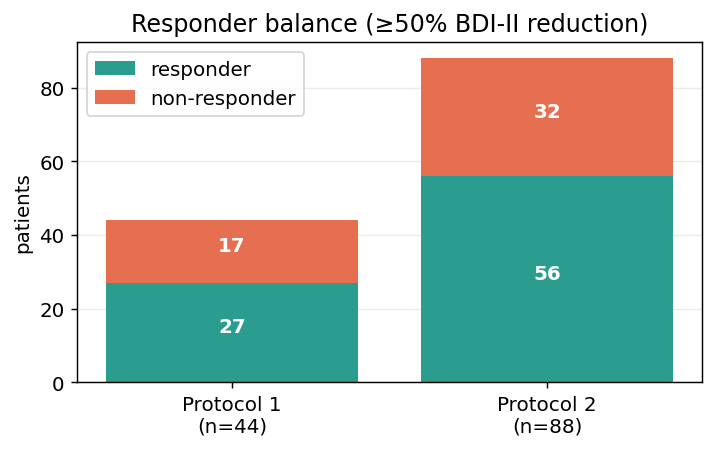 Responder balance (≥50% BDI-II reduction)
responder
non-responder
patients
80
60
40
20
0
17
27
32
56
Protocol 1
(n=44)
Protocol 2
(n=88)